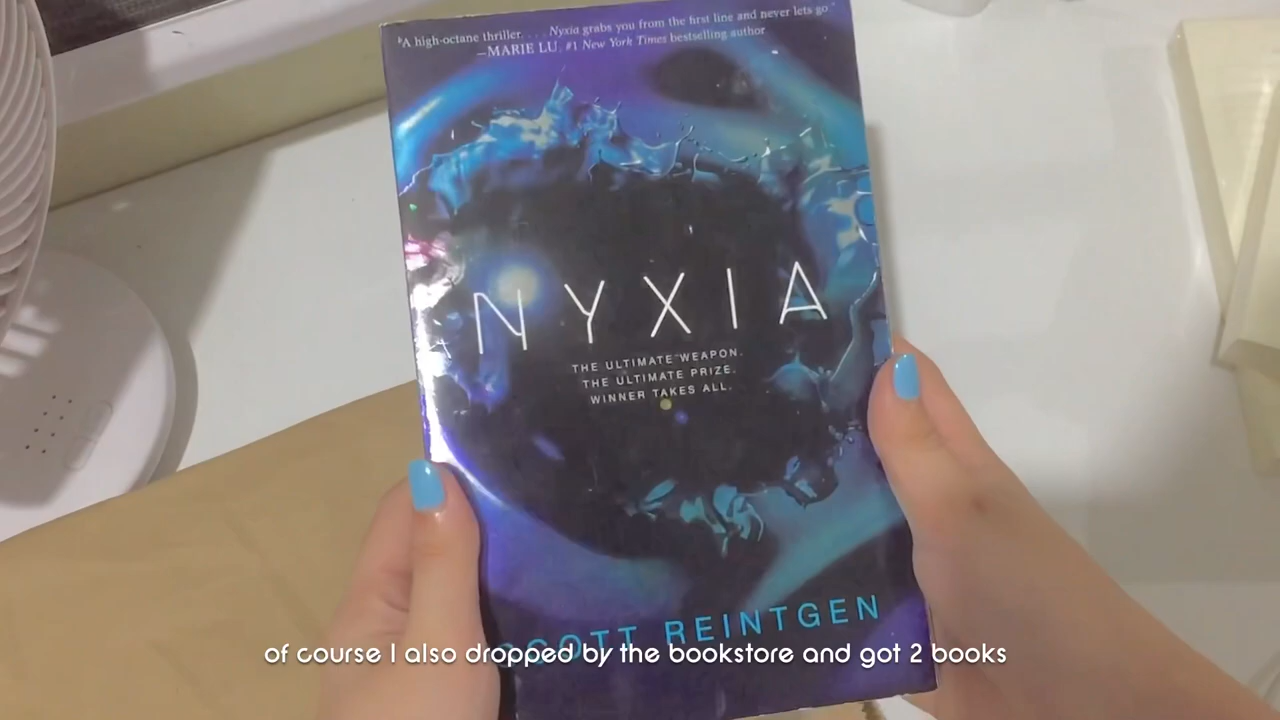 "A high-octane thriller. . . . Nyxia grabs you from the first line and never lets go"
—MARIE LU, #1 New York Times bestselling author
NYXIA
THE ULTIMATE WEAPON.
THE ULTIMATE PRIZE.
WINNER TAKES ALL.
SCOTT REINTGEN
of course I also dropped by the bookstore and got 2 books